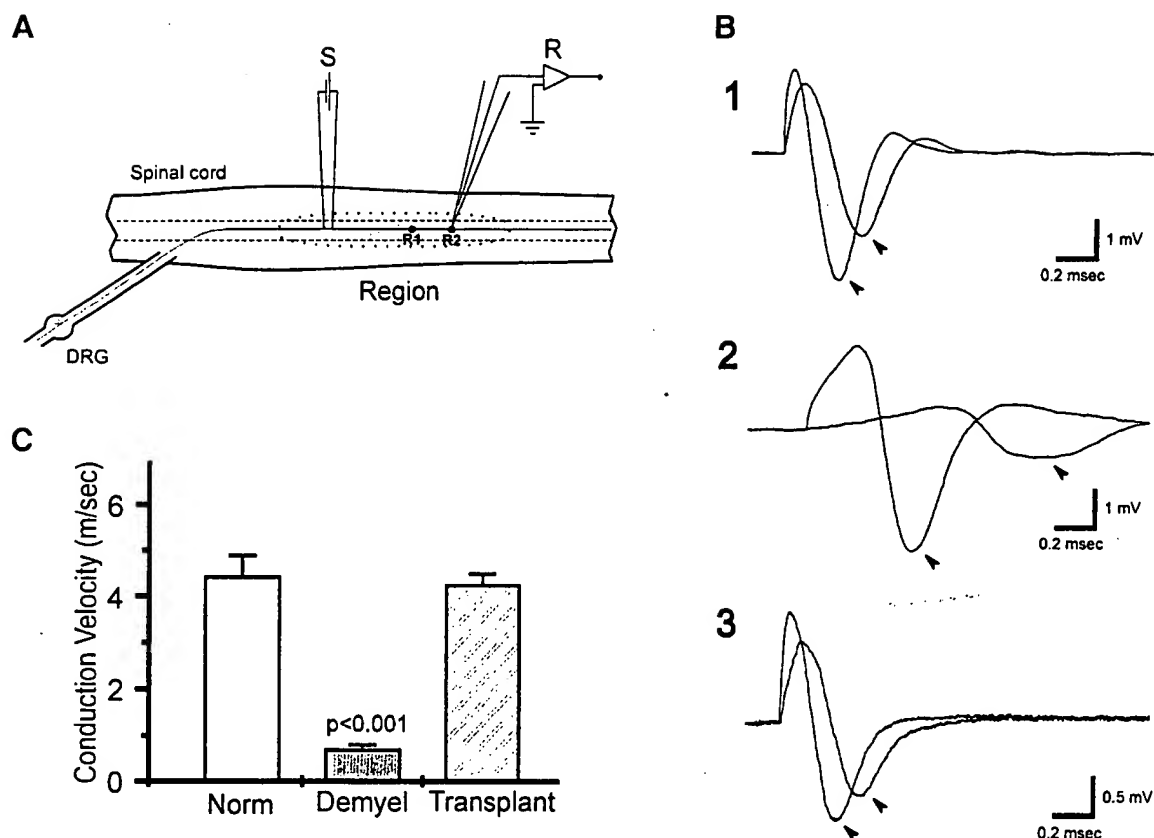 A
S
R
Spinal cord
R1 R2
Region
DRG
B
1
1 mV
0.2 msec
2
1 mV
0.2 msec
3
0.5 mV
0.2 msec
C
Conduction Velocity (m/sec)
6
4
2
0
p<0.001
Norm Demyel Transplant